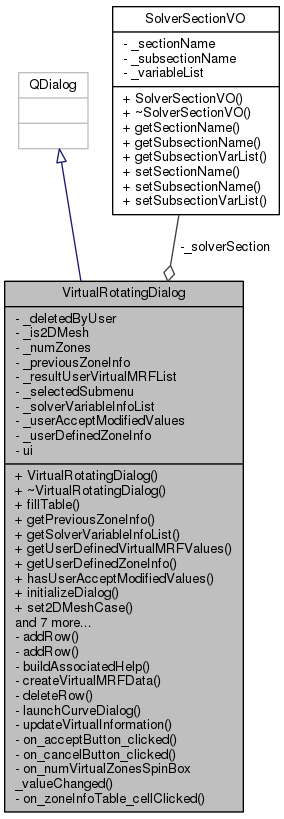 SolverSectionVO
- _sectionName
- _subsectionName
- _variableList
+ SolverSectionVO()
+ ~SolverSectionVO()
+ getSectionName()
+ getSubsectionName()
+ getSubsectionVarList()
+ setSectionName()
+ setSubsectionName()
+ setSubsectionVarList()
QDialog
-_solverSection
VirtualRotatingDialog
- _deletedByUser
- _is2DMesh
- _numZones
- _previousZoneInfo
- _resultUserVirtualMRFList
- _selectedSubmenu
- _solverVariableInfoList
- _userAcceptModifiedValues
- _userDefinedZoneInfo
- ui
+ VirtualRotatingDialog()
+ ~VirtualRotatingDialog()
+ fillTable()
+ getPreviousZoneInfo()
+ getSolverVariableInfoList()
+ getUserDefinedVirtualMRFValues()
+ getUserDefinedZoneInfo()
+ hasUserAcceptModifiedValues()
+ initializeDialog()
+ set2DMeshCase()
and 7 more...
- addRow()
- addRow()
- buildAssociatedHelp()
- createVirtualMRFData()
- deleteRow()
- launchCurveDialog()
- updateVirtualInformation()
- on_acceptButton_clicked()
- on_cancelButton_clicked()
- on_numVirtualZonesSpinBox
_valueChanged()
- on_zoneInfoTable_cellClicked()